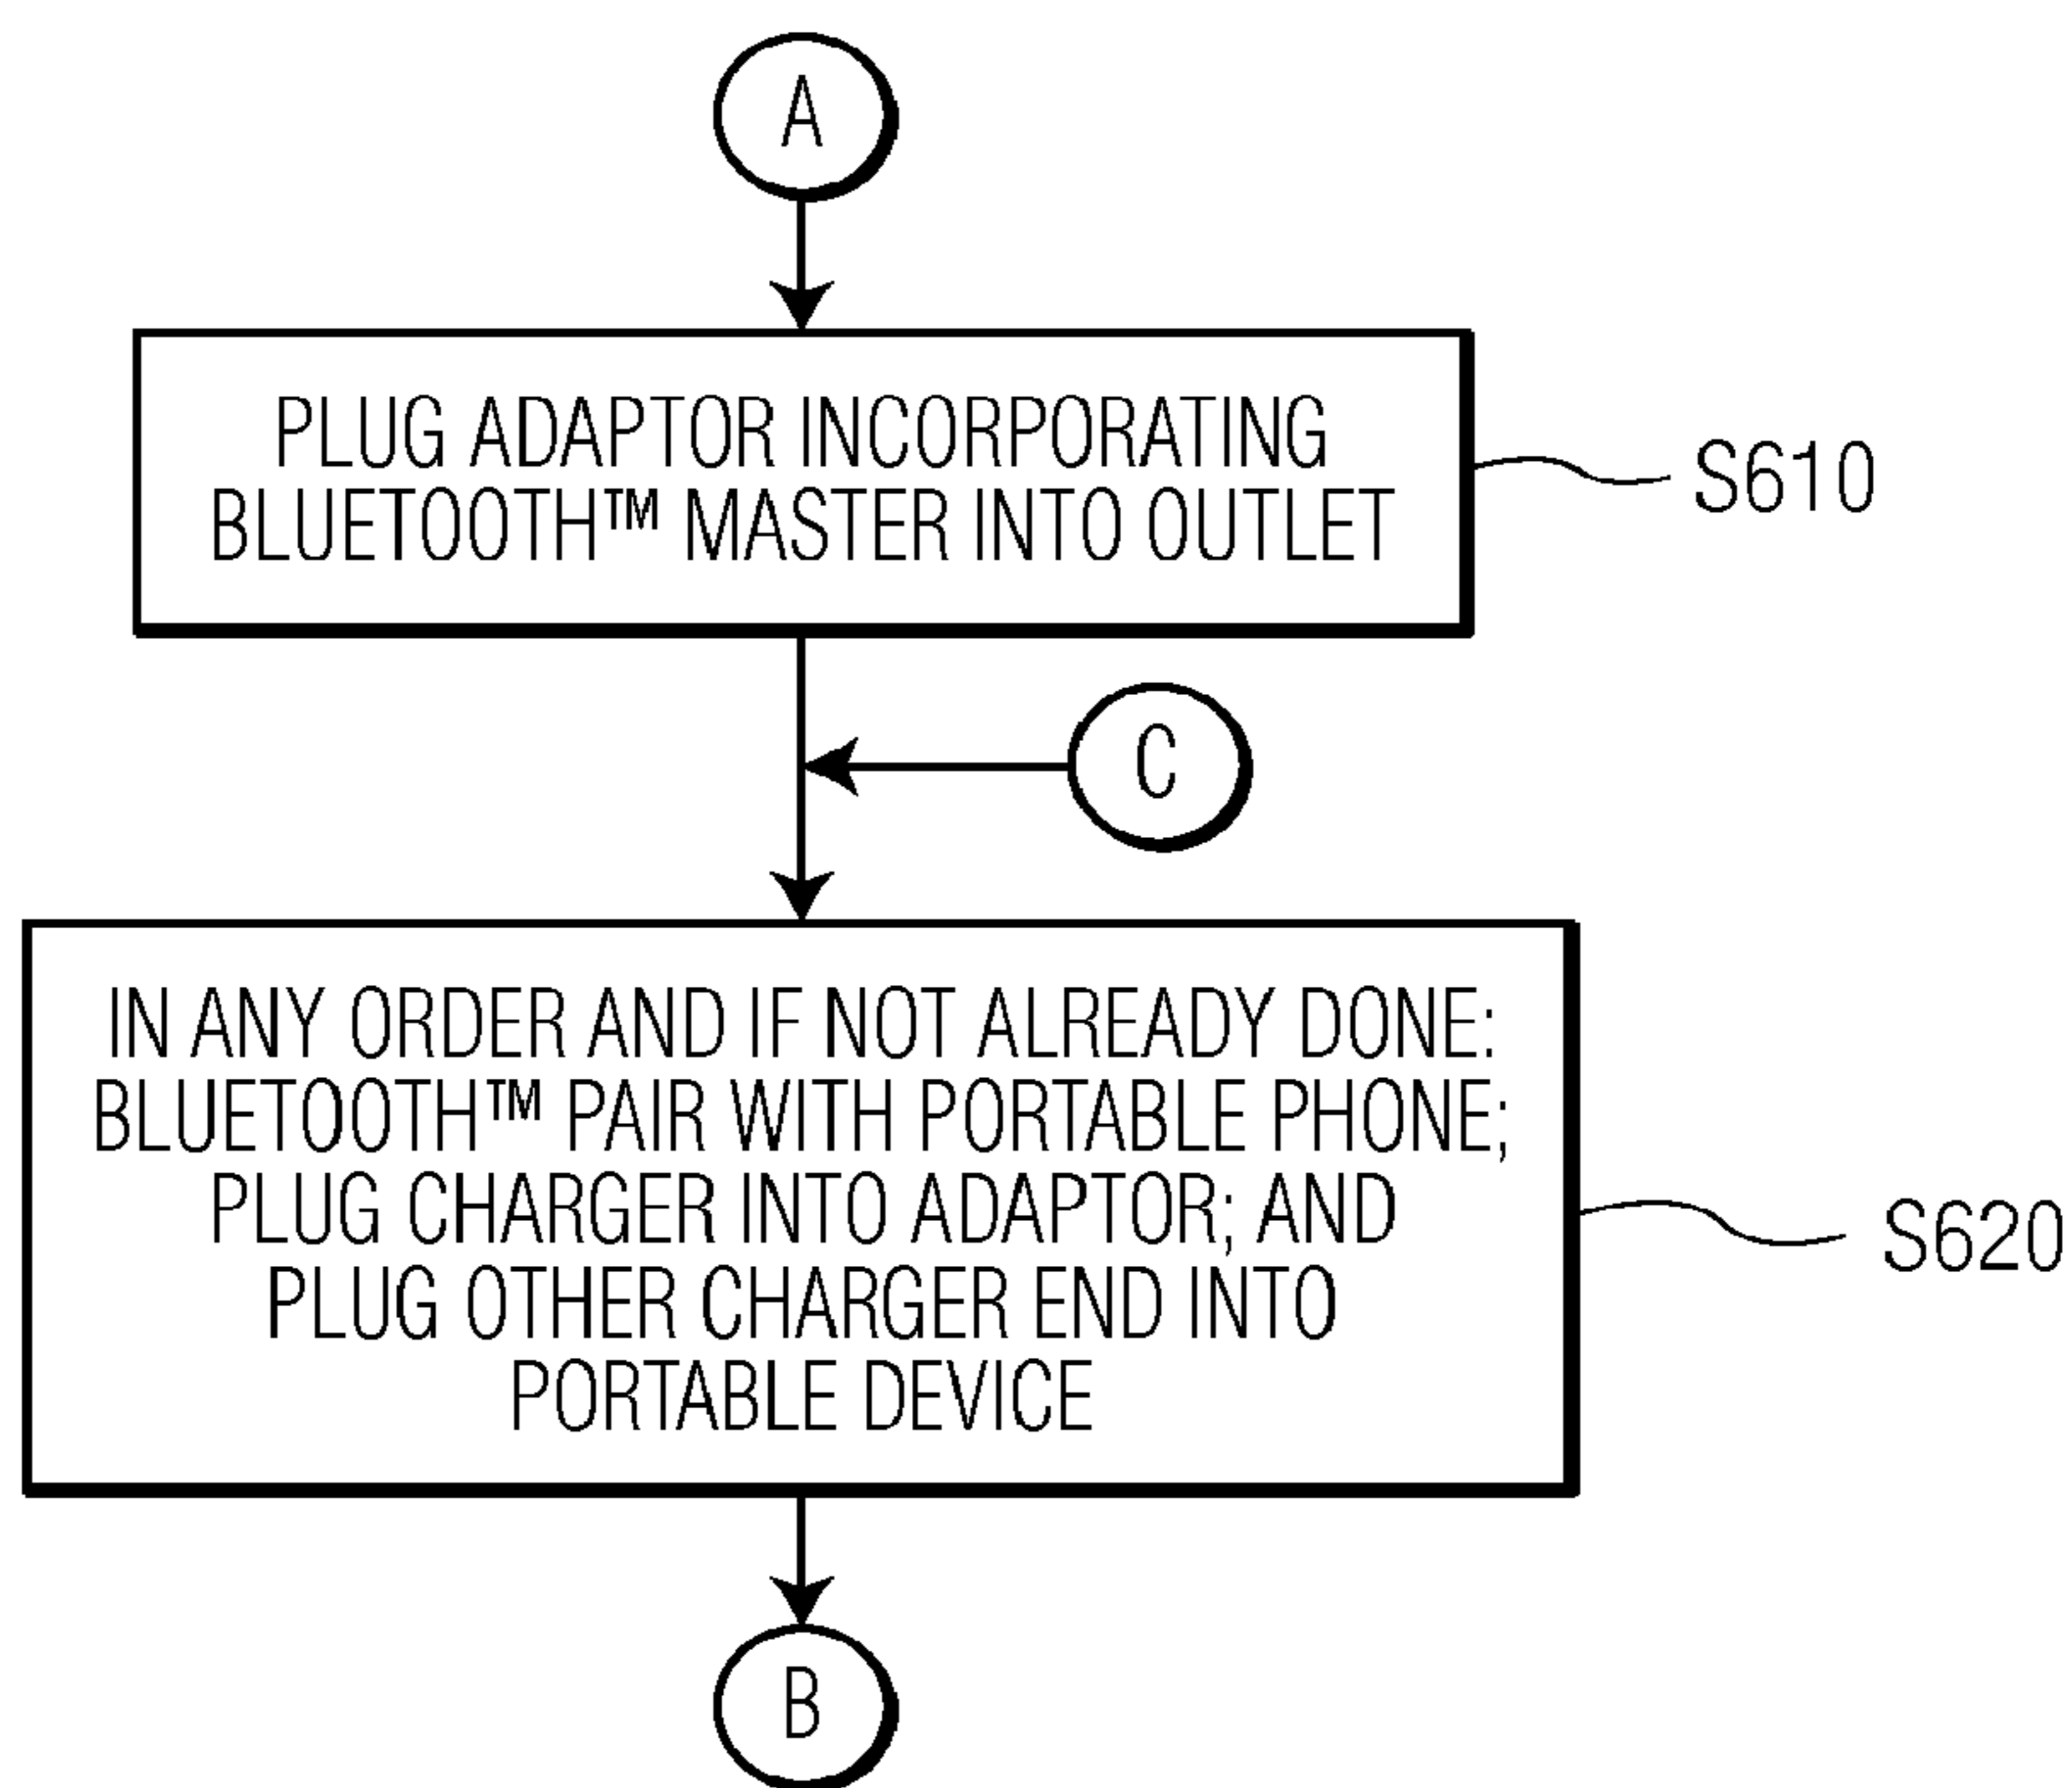 A
PLUG ADAPTOR INCORPORATING
BLUETOOTH™ MASTER INTO OUTLET
S610
C
IN ANY ORDER AND IF NOT ALREADY DONE:
BLUETOOTH™ PAIR WITH PORTABLE PHONE;
PLUG CHARGER INTO ADAPTOR; AND
PLUG OTHER CHARGER END INTO
PORTABLE DEVICE
S620
B